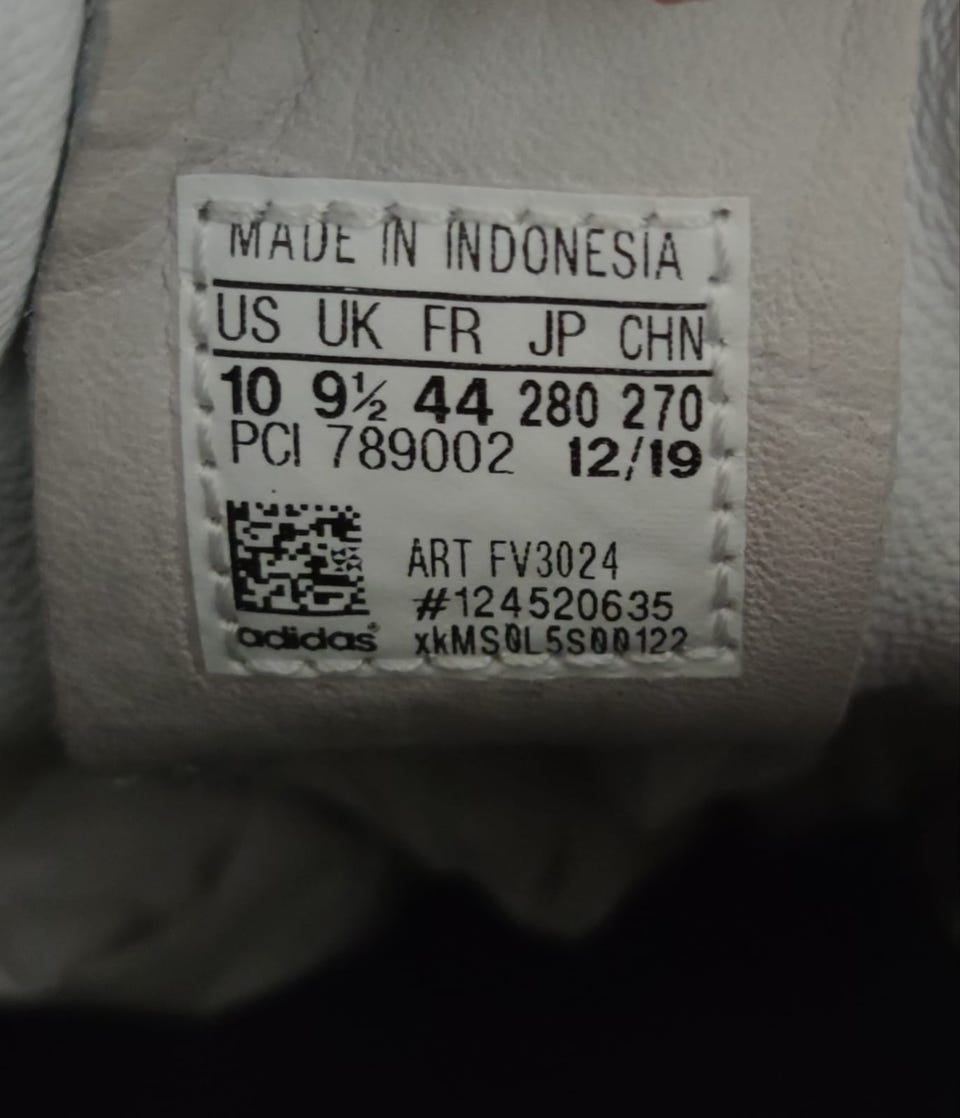 MADE IN INDONESIA
US UK FR JP CHN
10 9½ 44 280 270
PCI 789002 12/19
ART FV3024
#124520635
adidas® xkMS0L5S00122